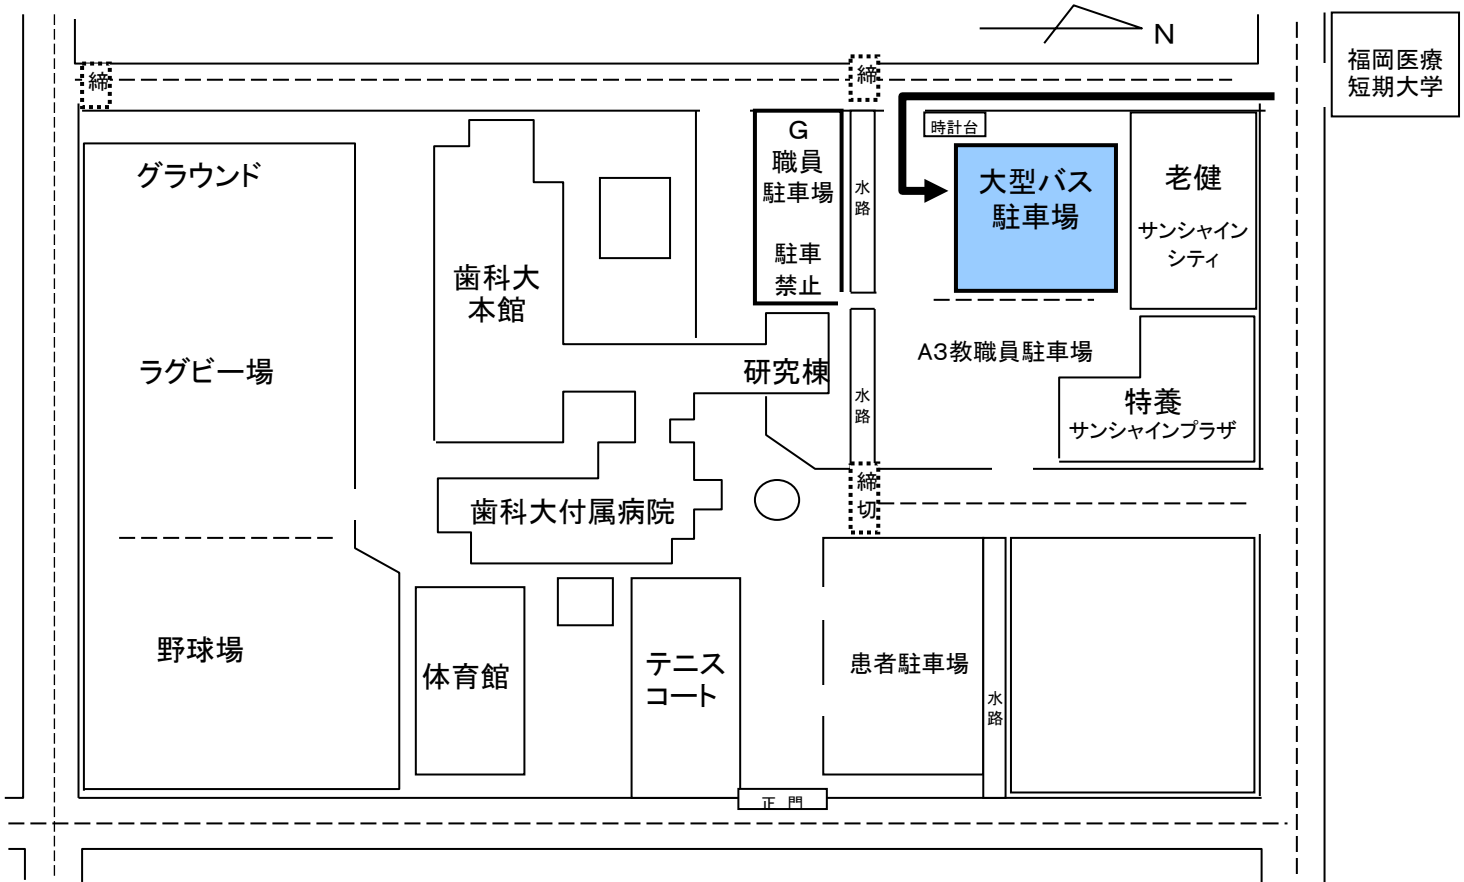 N
福岡医療
短期大学
締
締
時計台
G
職員
駐車場
駐車
禁止
水
路
大型バス
駐車場
老健
サンシャイン
シティ
グラウンド
歯科大
本館
ラグビー場
研究棟
水
路
A3教職員駐車場
特養
サンシャインプラザ
締
切
歯科大付属病院
野球場
体育館
テニス
コート
患者駐車場
水
路
正 門